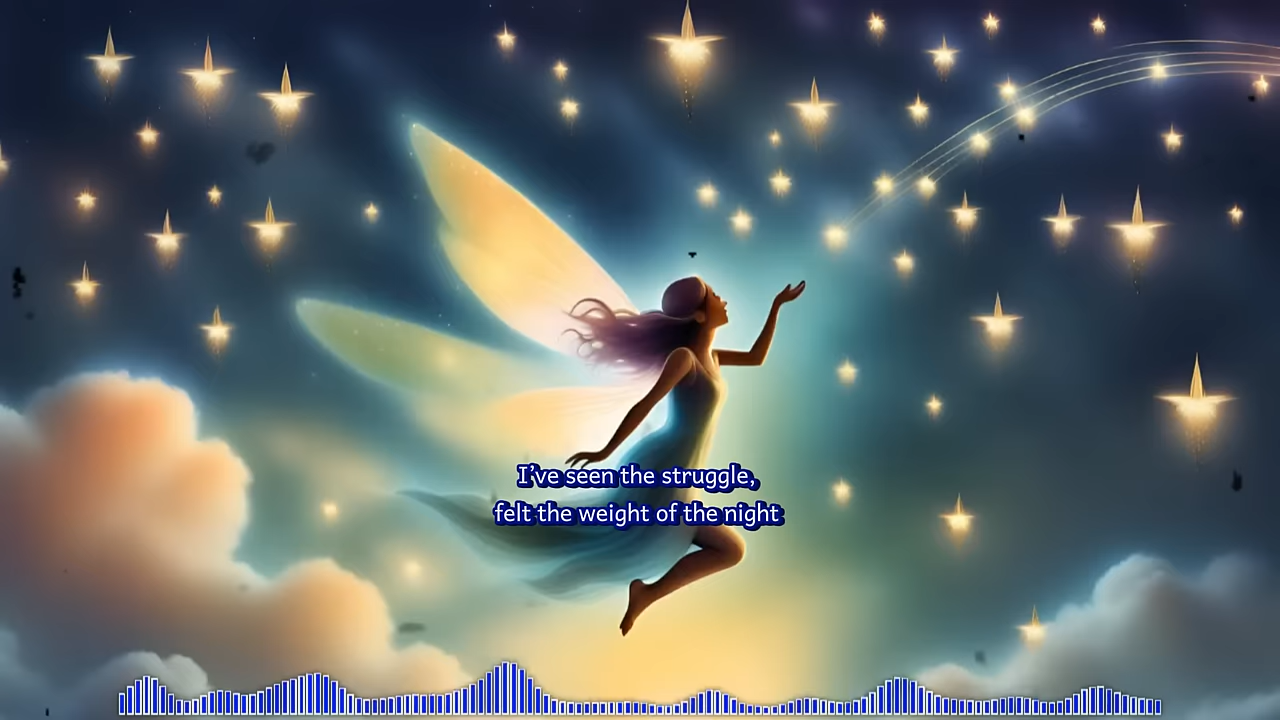 I've seen the struggle,
felt the weight of the night